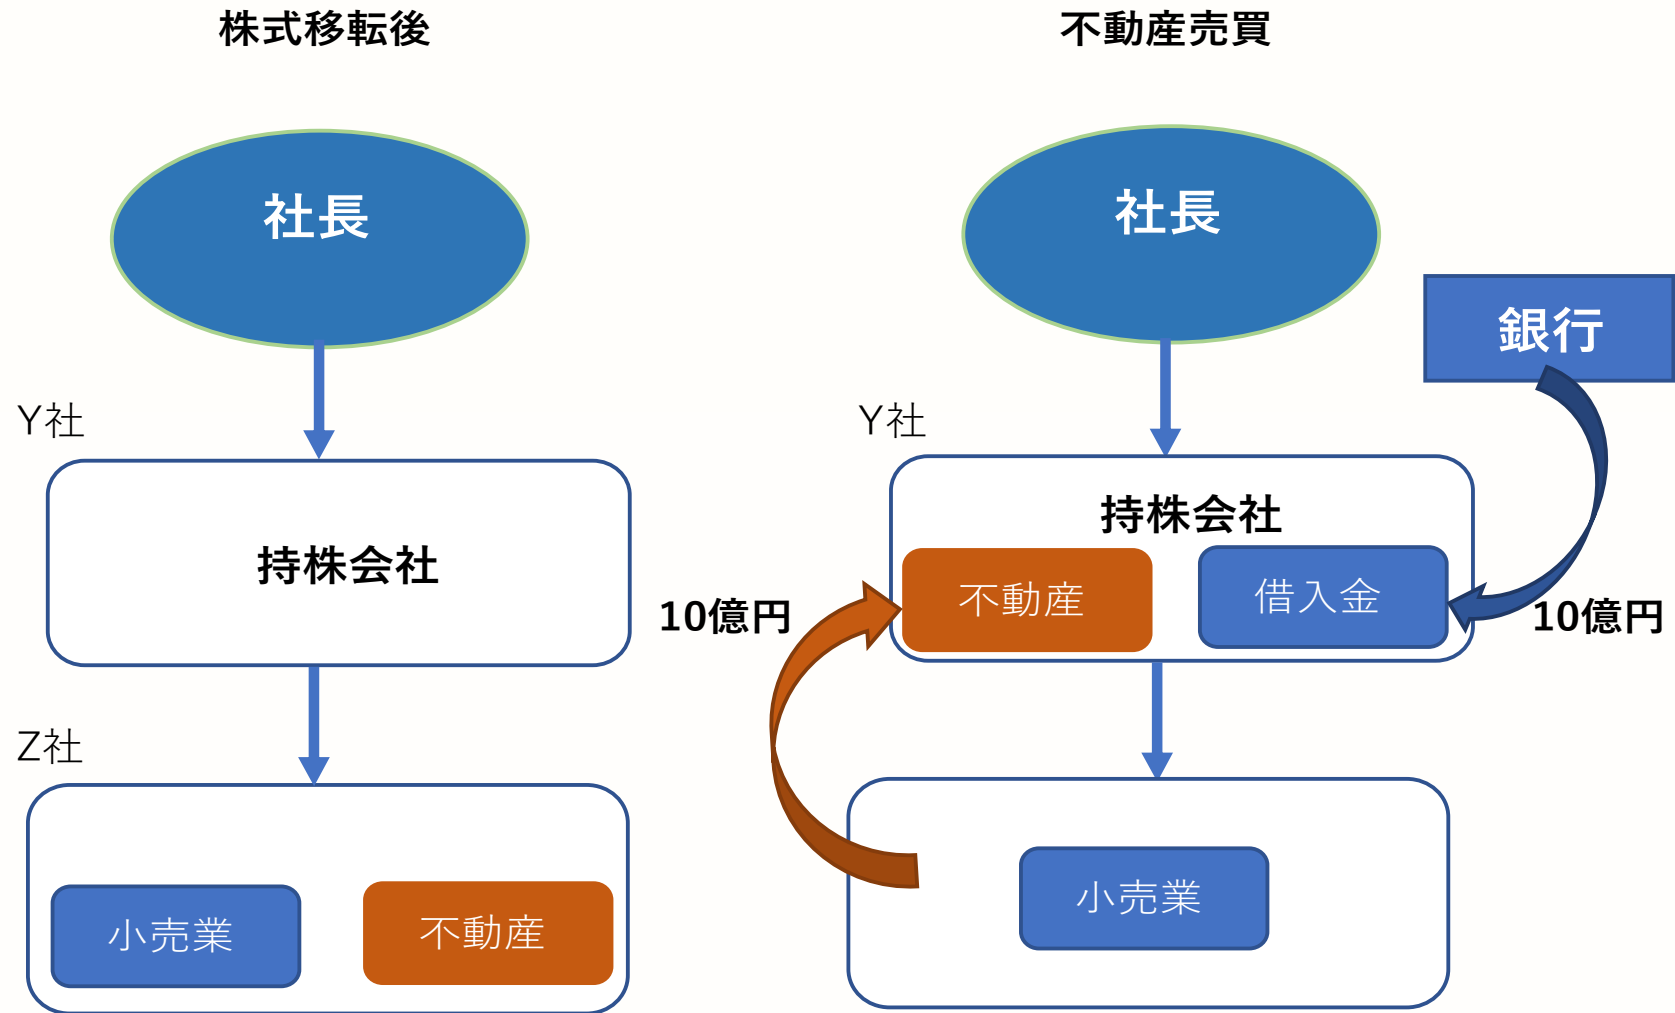 株式移転後
社長
Y社
持株会社
Z社
小売業
不動産
不動産売買
社長
銀行
Y社
持株会社
不動産
借入金
10億円
10億円
小売業